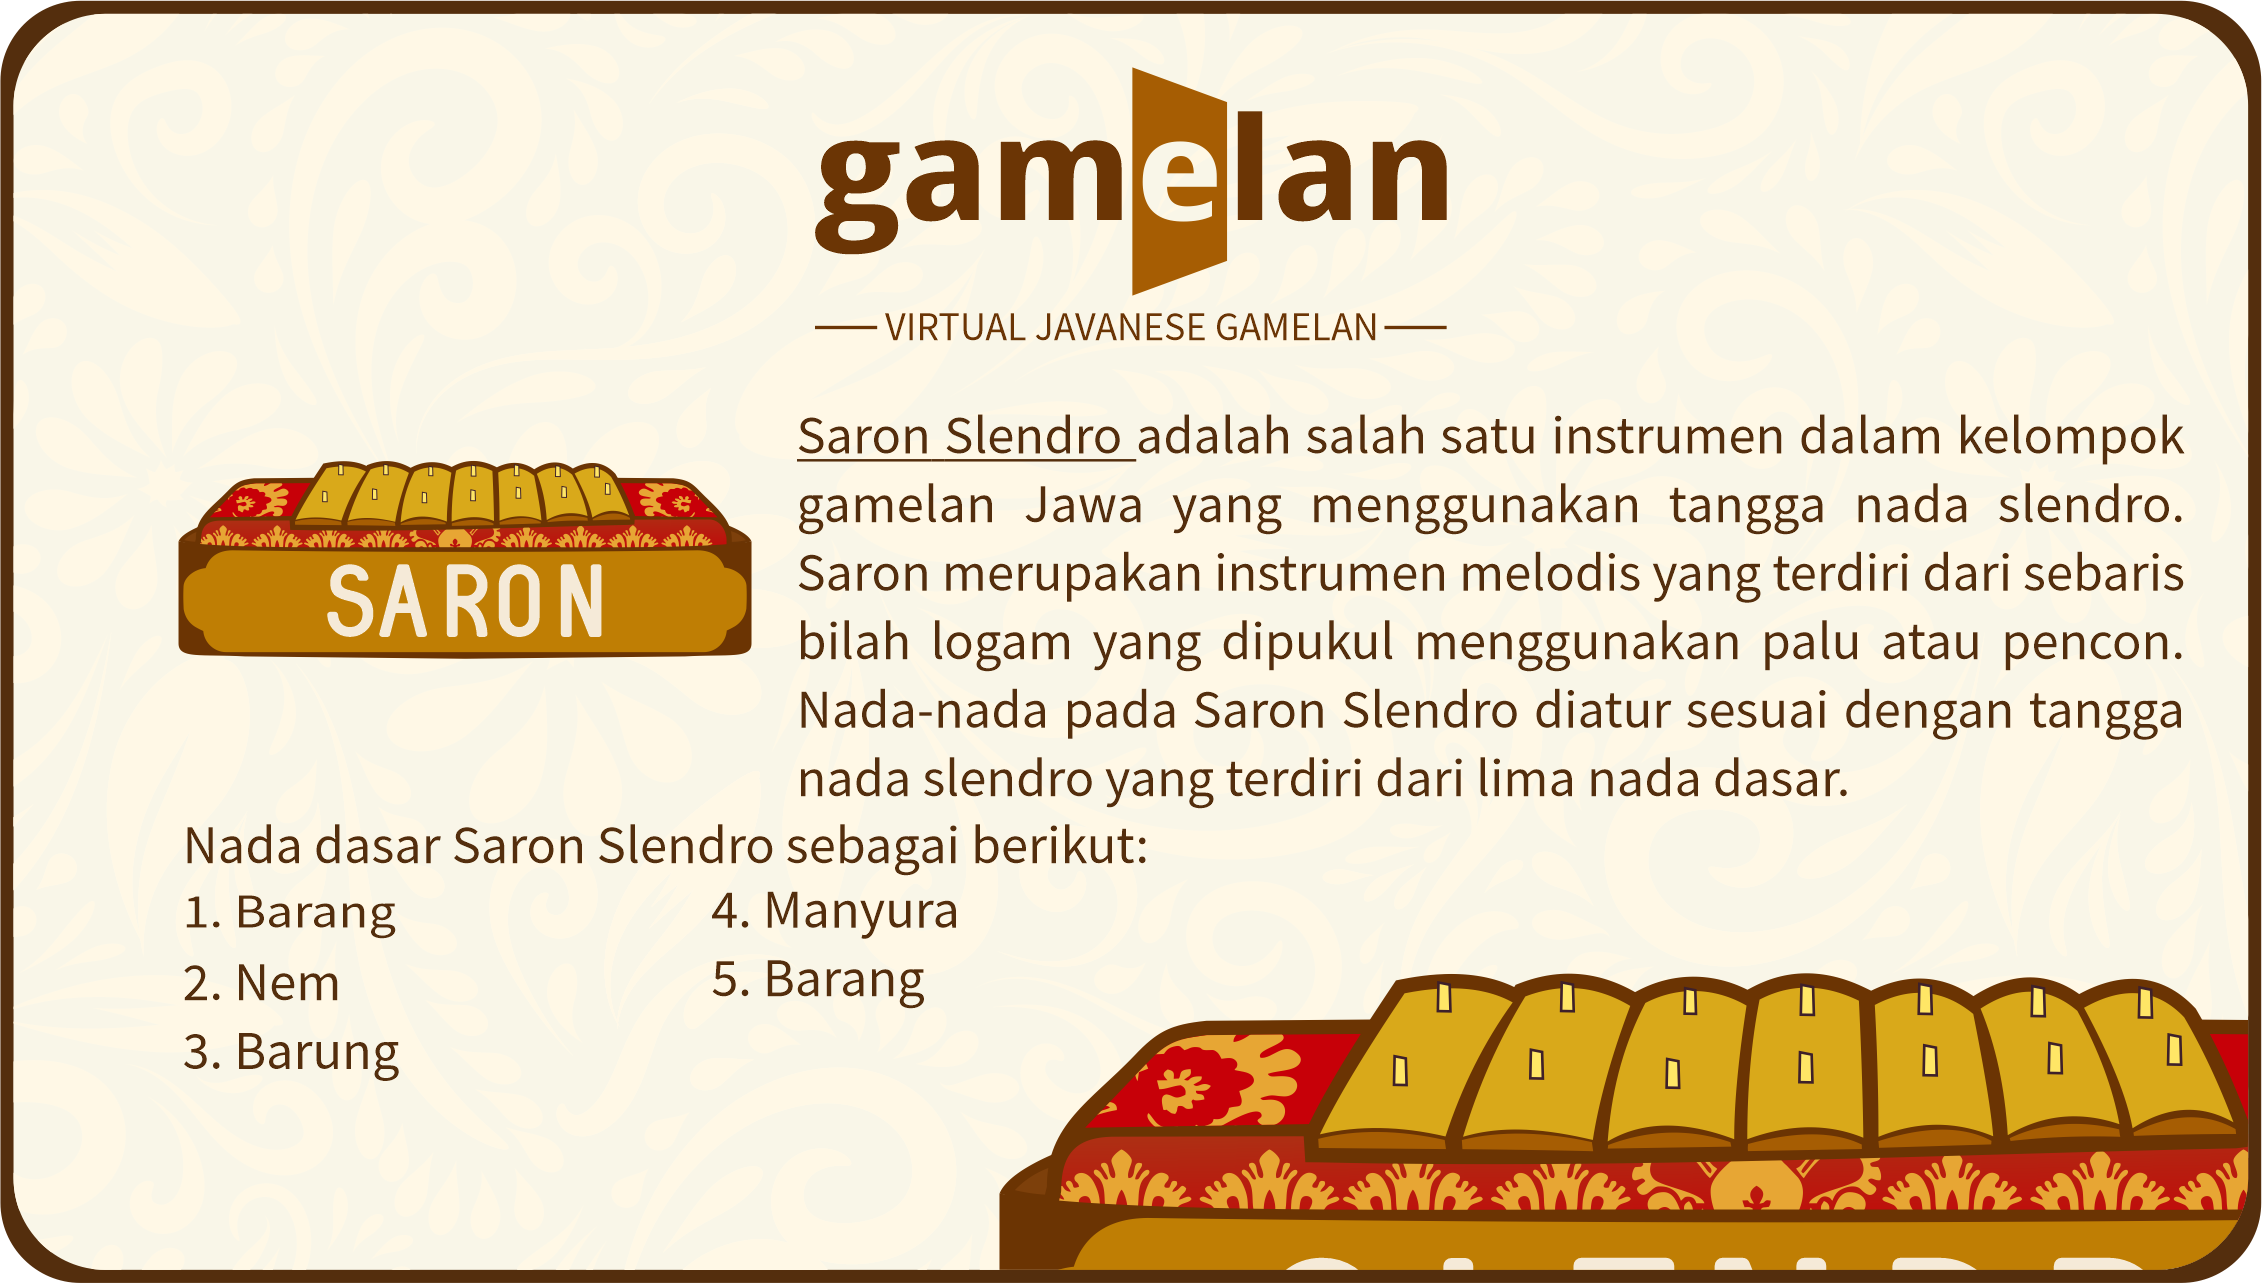 gamelan
VIRTUAL JAVANESE GAMELAN
SARON
Saron Slendro adalah salah satu instrumen dalam kelompok
gamelan Jawa yang menggunakan tangga nada slendro.
Saron merupakan instrumen melodis yang terdiri dari sebaris
bilah logam yang dipukul menggunakan palu atau pencon.
Nada-nada pada Saron Slendro diatur sesuai dengan tangga
nada slendro yang terdiri dari lima nada dasar.
Nada dasar Saron Slendro sebagai berikut:
1. Barang
2. Nem
3. Barung
4. Manyura
5. Barang